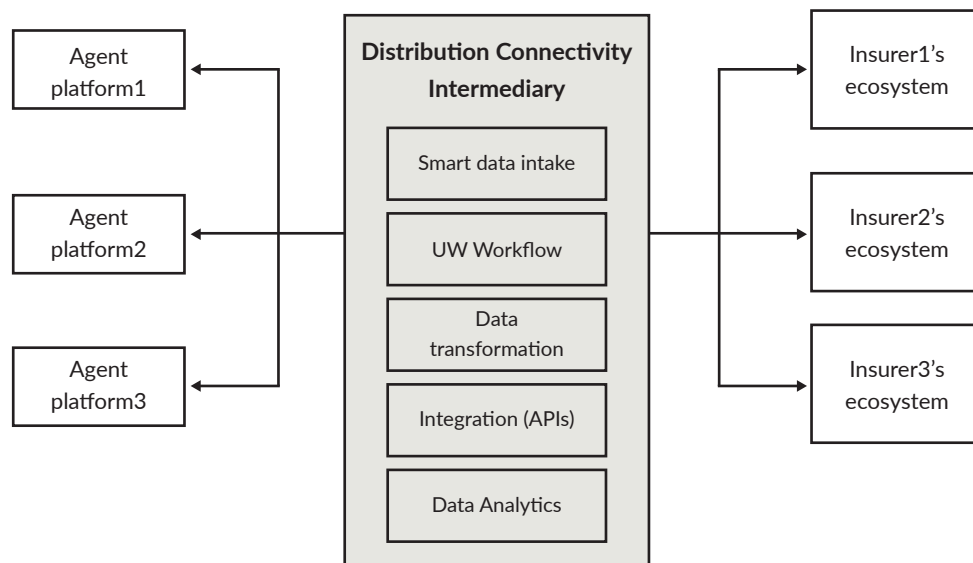 Agent
platform1
Agent
platform2
Agent
platform3
Distribution Connectivity
Intermediary
Smart data intake
UW Workflow
Data
transformation
Integration (APIs)
Data Analytics
Insurer1’s
ecosystem
Insurer2’s
ecosystem
Insurer3’s
ecosystem